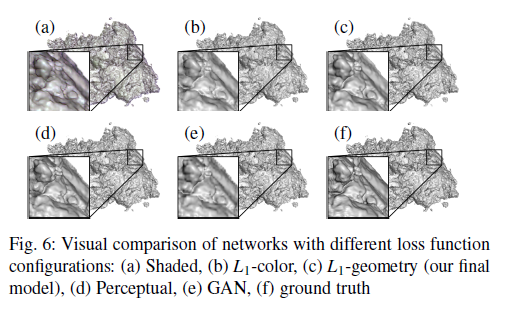 (a) (b) (c)
(d) (e) (f)
Fig. 6: Visual comparison of networks with different loss function
configurations: (a) Shaded, (b) L₁-color, (c) L₁-geometry (our final
model), (d) Perceptual, (e) GAN, (f) ground truth